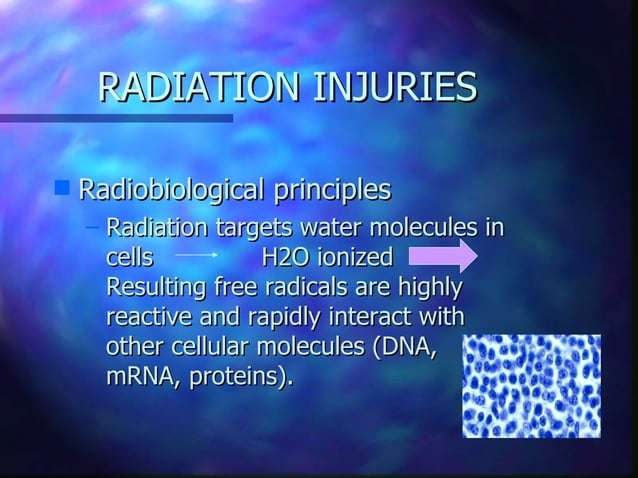 RADIATION INJURIES
Radiobiological principles
– Radiation targets water molecules in
cells H2O ionized
Resulting free radicals are highly
reactive and rapidly interact with
other cellular molecules (DNA,
mRNA, proteins).